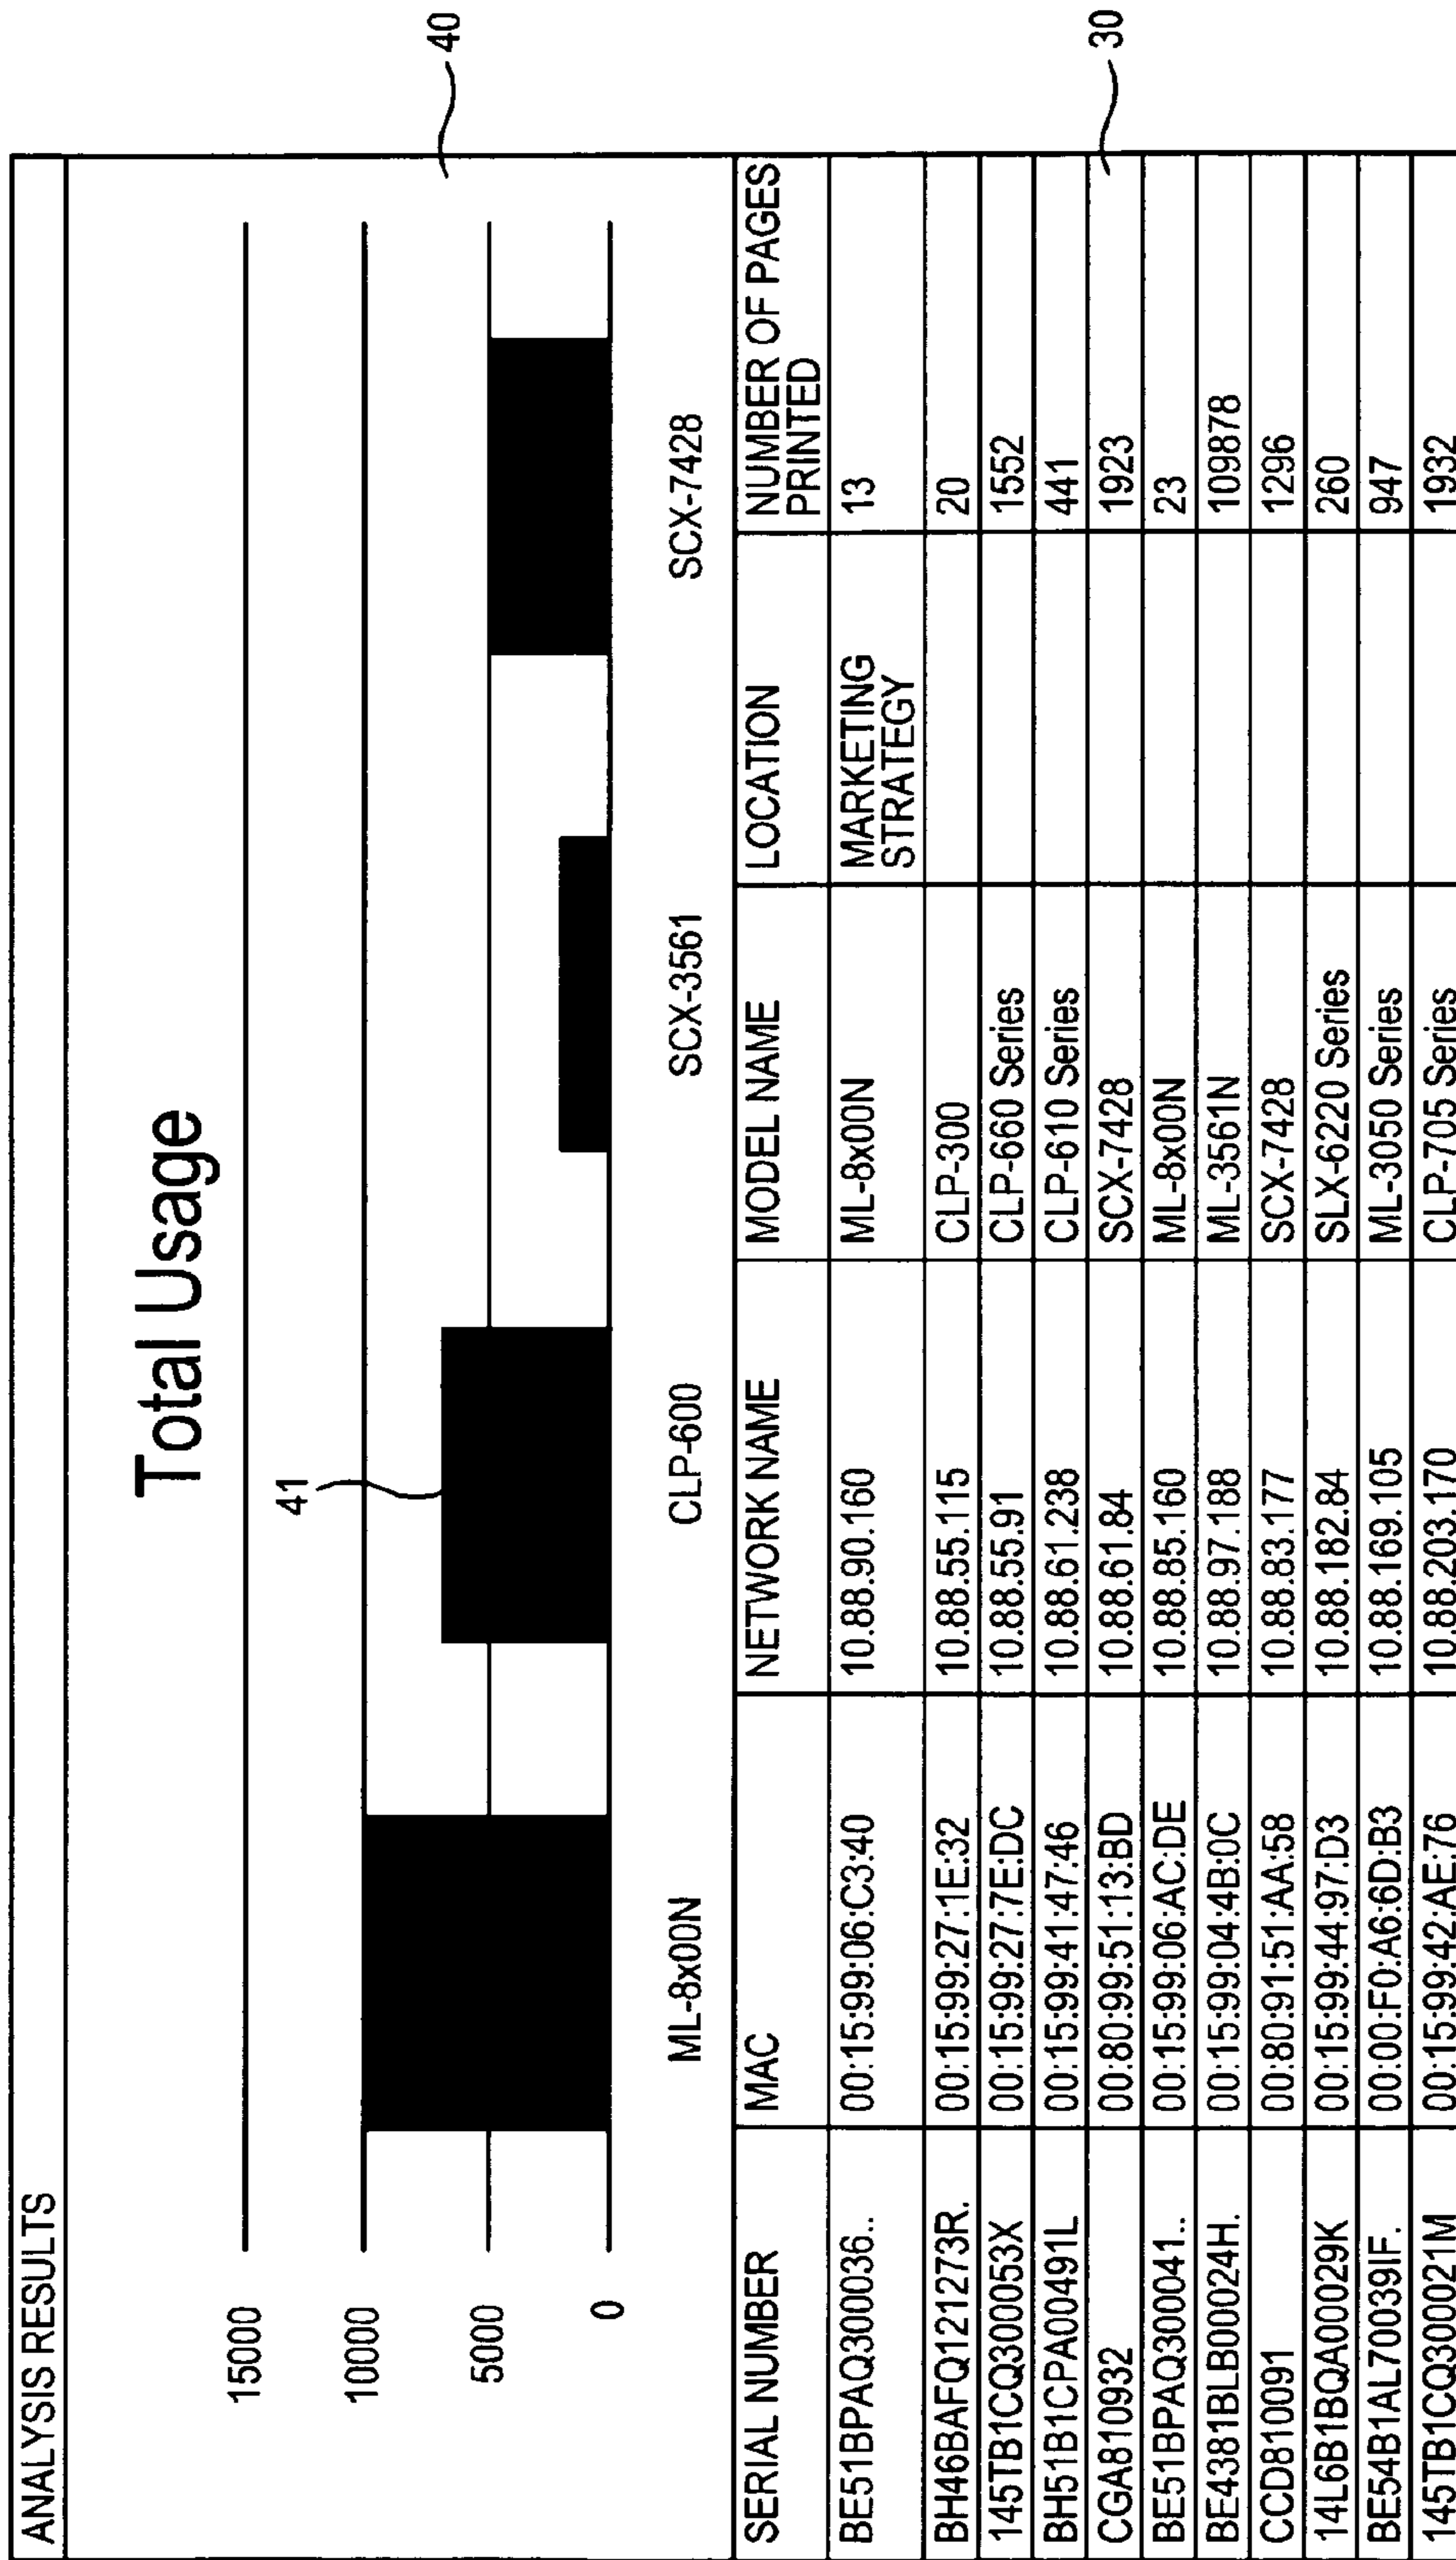 ANALYSIS RESULTS
Total Usage
40
15000
41
10000
5000
0
ML-8x00N CLP-600 SCX-3561 SCX-7428
SERIAL NUMBER MAC NETWORK NAME MODEL NAME LOCATION NUMBER OF PAGES
PRINTED
BE51BPAQ300036.. 00:15:99:06:C3:40 10.88.90.160 ML-8x00N MARKETING 13
STRATEGY
BH46BAFQ121273R. 00:15:99:27:1E:32 10.88.55.115 CLP-300 20
145TB1CQ300053X 00:15:99:27:7E:DC 10.88.55.91 CLP-660 Series 1552
BH51B1CPA00491L 00:15:99:41:47:46 10.88.61.238 CLP-610 Series 441
CGA810932 00:80:99:51:13:BD 10.88.61.84 SCX-7428 1923
30
BE51BPAQ300041.. 00:15:99:06:AC:DE 10.88.85.160 ML-8x00N 23
BE4381BLB00024H. 00:15:99:04:4B:0C 10.88.97.188 ML-3561N 109878
CCD810091 00:80:91:51:AA:58 10.88.83.177 SCX-7428 1296
14L6B1BQA00029K 00:15:99:44:97:D3 10.88.182.84 SLX-6220 Series 260
BE54B1AL70039IF. 00:00:F0:A6:6D:B3 10.88.169.105 ML-3050 Series 947
145TB1CQ300021M 00:15:99:42:AE:76 10.88.203.170 CLP-705 Series 1932